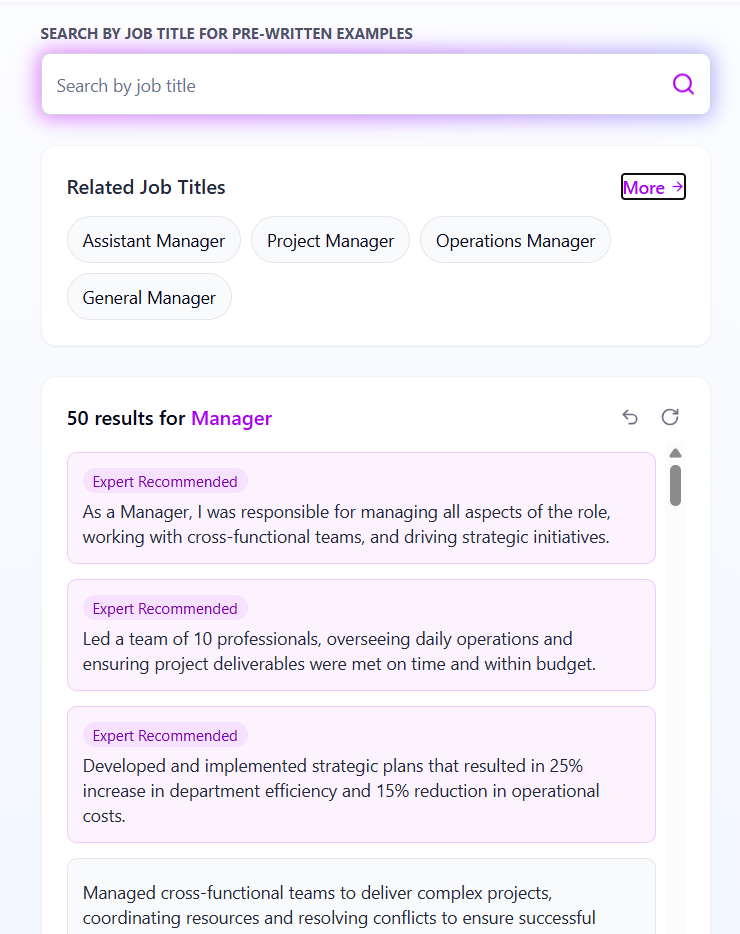 SEARCH BY JOB TITLE FOR PRE-WRITTEN EXAMPLES
Search by job title
Related Job Titles
More →
Assistant Manager
Project Manager
Operations Manager
General Manager
50 results for Manager
Expert Recommended
As a Manager, I was responsible for managing all aspects of the role,
working with cross-functional teams, and driving strategic initiatives.
Expert Recommended
Led a team of 10 professionals, overseeing daily operations and
ensuring project deliverables were met on time and within budget.
Expert Recommended
Developed and implemented strategic plans that resulted in 25%
increase in department efficiency and 15% reduction in operational
costs.
Managed cross-functional teams to deliver complex projects,
coordinating resources and resolving conflicts to ensure successful